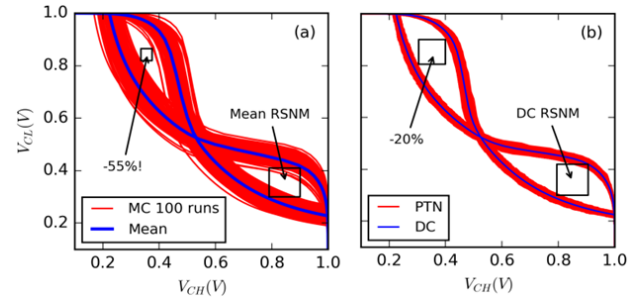 (a)
1.0
0.8
0.6
0.4
0.2
V_CL(V)
-55%!
Mean RSNM
MC 100 runs
Mean
0.2 0.4 0.6 0.8 1.0
V_CH(V)
(b)
-20%
DC RSNM
PTN
DC
0.2 0.4 0.6 0.8 1.0
V_CH(V)